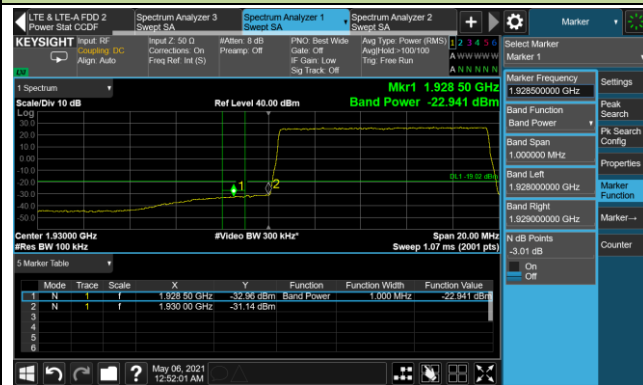 LTE & LTE-A FDD 2
Power Stat CCDF
Spectrum Analyzer 3
Swept SA
Spectrum Analyzer 1
Swept SA
Spectrum Analyzer 2
Swept SA
Marker
KEYSIGHT
Input: RF
Coupling: DC
Align: Auto
Input Z: 50 Ω
Corrections: On
Freq Ref: Int (S)
#Atten: 8 dB
Preamp: Off
PNO: Best Wide
Gate: Off
IF Gain: Low
Sig Track: Off
Avg Type: Power (RMS)
Avg|Hold:>100/100
Trig: Free Run
1 2 3 4 5 6
A W W W W W
A N N N N N
Select Marker
Marker 1
1 Spectrum
Scale/Div 10 dB
Ref Level 40.00 dBm
Mkr1 1.928 50 GHz
Band Power -22.941 dBm
Log
30.0
20.0
10.0
0.00
-10.0
-20.0
-30.0
-40.0
-50.0
DL1 -19.02 dBm
1
2
Center 1.93000 GHz
#Res BW 100 kHz
#Video BW 300 kHz*
Span 20.00 MHz
Sweep 1.07 ms (2001 pts)
5 Marker Table
Mode Trace Scale X Y Function Function Width Function Value
1 N 1 f 1.928 50 GHz -32.96 dBm Band Power 1.000 MHz -22.941 dBm
2 N 1 f 1.930 00 GHz -31.14 dBm
3
4
5
6
Marker Frequency
1.928500000 GHz
Band Function
Band Power
Band Span
1.000000 MHz
Band Left
1.928000000 GHz
Band Right
1.929000000 GHz
N dB Points
-3.01 dB
On
Off
Settings
Peak
Search
Pk Search
Config
Properties
Marker
Function
Marker→
Counter
May 06, 2021
12:52:01 AM